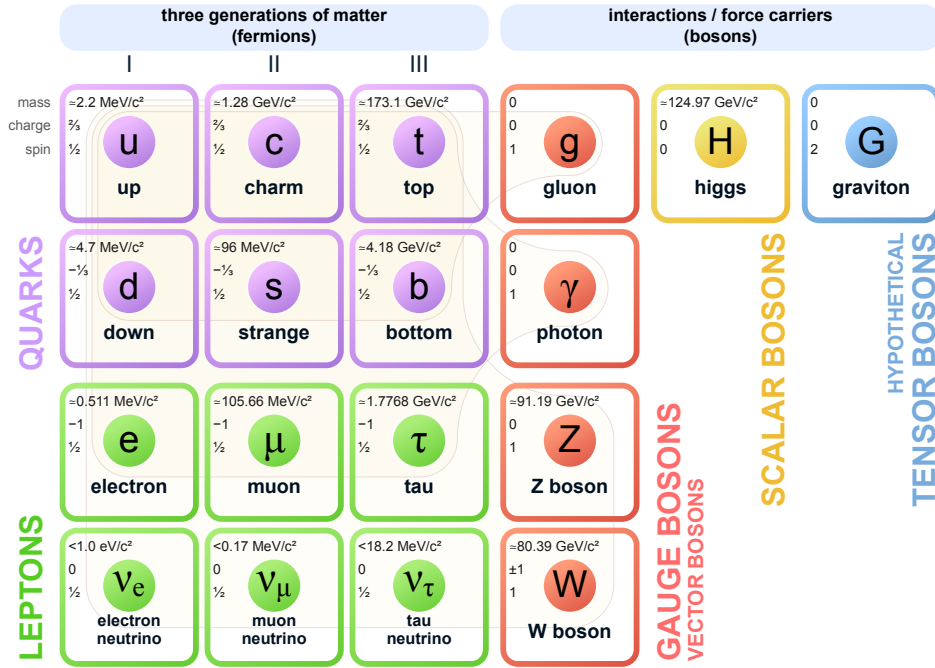 three generations of matter
(fermions)
interactions / force carriers
(bosons)
I
II
III
mass
charge
spin
≃2.2 MeV/c²
⅔
½
u
up
≃1.28 GeV/c²
⅔
½
c
charm
≃173.1 GeV/c²
⅔
½
t
top
0
0
1
g
gluon
≃124.97 GeV/c²
0
0
H
higgs
0
0
2
G
graviton
QUARKS
≃4.7 MeV/c²
−⅓
½
d
down
≃96 MeV/c²
−⅓
½
s
strange
≃4.18 GeV/c²
−⅓
½
b
bottom
0
0
1
γ
photon
SCALAR BOSONS
HYPOTHETICAL
TENSOR BOSONS
≃0.511 MeV/c²
−1
½
e
electron
≃105.66 MeV/c²
−1
½
μ
muon
≃1.7768 GeV/c²
−1
½
τ
tau
≃91.19 GeV/c²
0
1
Z
Z boson
LEPTONS
<1.0 eV/c²
0
½
νe
electron
neutrino
<0.17 MeV/c²
0
½
νμ
muon
neutrino
<18.2 MeV/c²
0
½
ντ
tau
neutrino
≃80.39 GeV/c²
±1
1
W
W boson
GAUGE BOSONS
VECTOR BOSONS